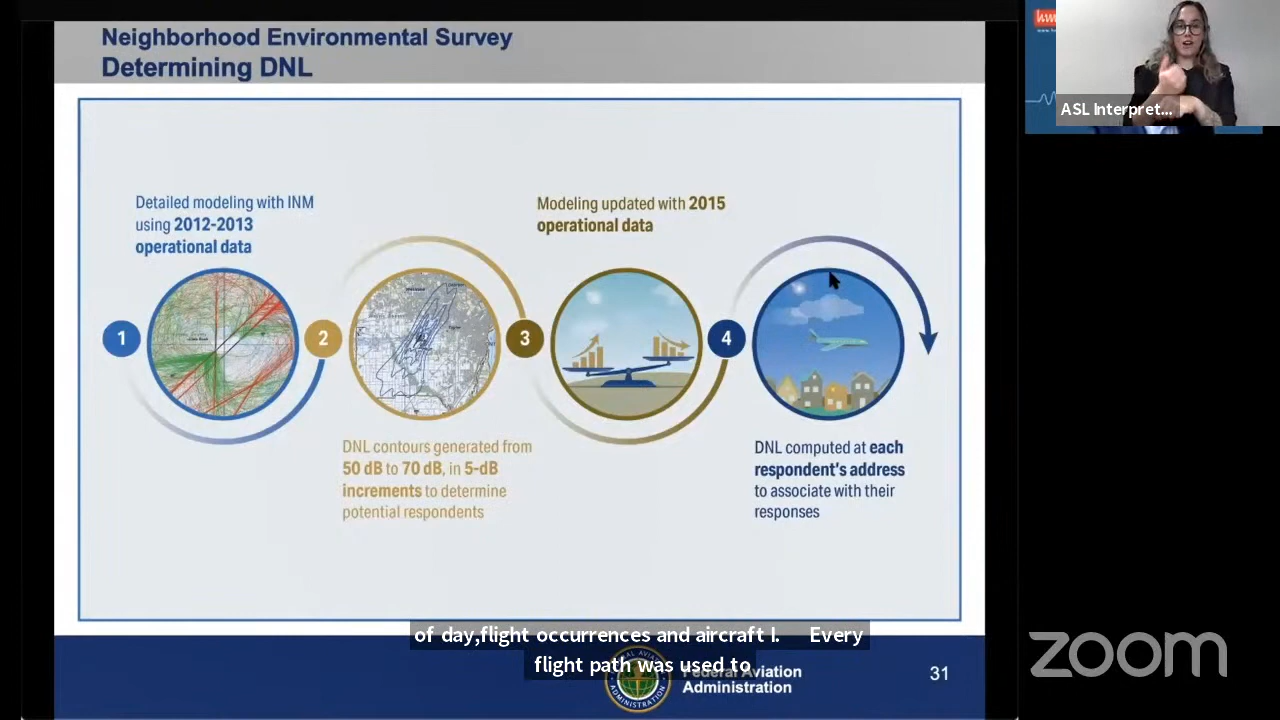 Neighborhood Environmental Survey
Determining DNL
ASL Interpret...
Detailed modeling with INM
using 2012-2013
operational data
Modeling updated with 2015
operational data
1
2
3
4
DNL contours generated from
50 dB to 70 dB, in 5-dB
increments to determine
potential respondents
DNL computed at each
respondent's address
to associate with their
responses
of day,flight occurrences and aircraft I. Every
flight path was used to
Federal Aviation
Administration
31
zoom